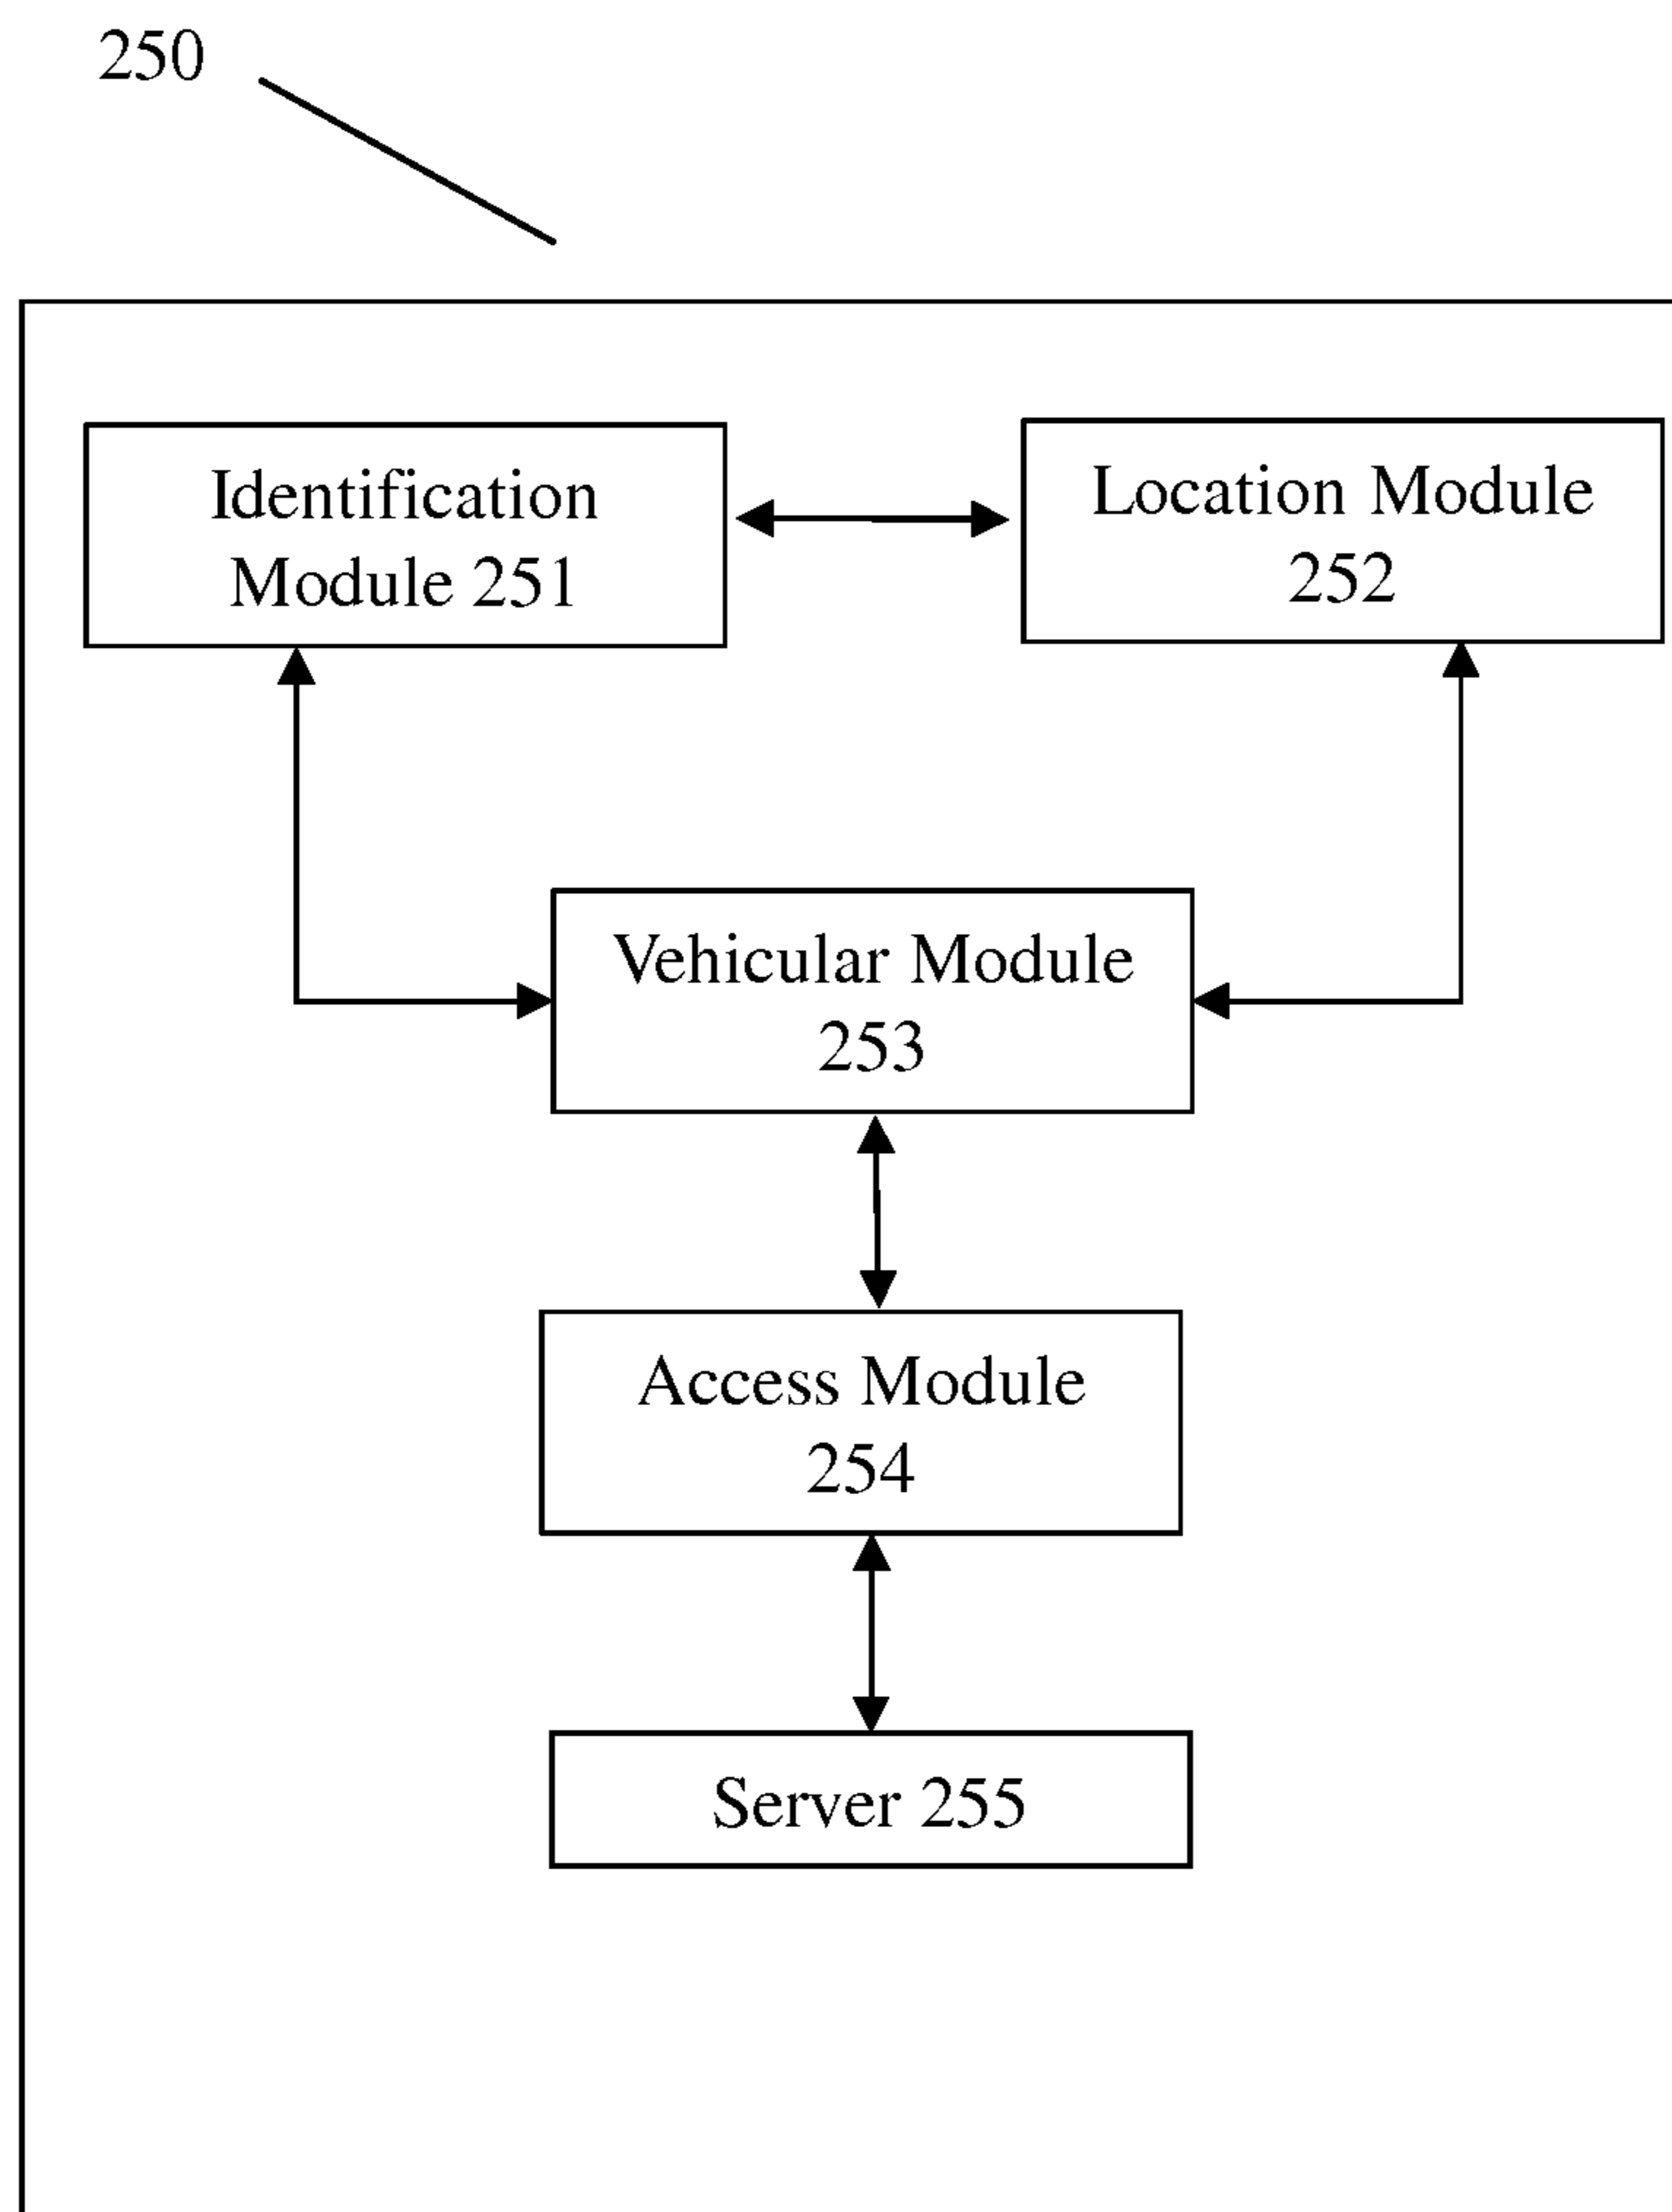 250
Identification
Module 251
Location Module
252
Vehicular Module
253
Access Module
254
Server 255